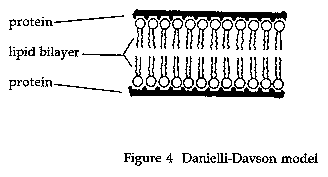 protein
lipid bilayer
protein
Figure 4 Danielli-Davson model